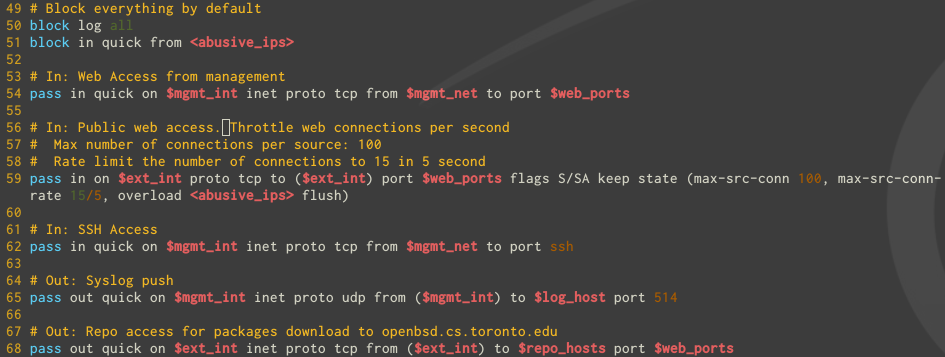 49 # Block everything by default
50 block log all
51 block in quick from <abusive_ips>
52
53 # In: Web Access from management
54 pass in quick on $mgmt_int inet proto tcp from $mgmt_net to port $web_ports
55
56 # In: Public web access. Throttle web connections per second
57 #  Max number of connections per source: 100
58 #  Rate limit the number of connections to 15 in 5 second
59 pass in on $ext_int proto tcp to ($ext_int) port $web_ports flags S/SA keep state (max-src-conn 100, max-src-conn-
rate 15/5, overload <abusive_ips> flush)
60
61 # In: SSH Access
62 pass in quick on $mgmt_int inet proto tcp from $mgmt_net to port ssh
63
64 # Out: Syslog push
65 pass out quick on $mgmt_int inet proto udp from ($mgmt_int) to $log_host port 514
66
67 # Out: Repo access for packages download to openbsd.cs.toronto.edu
68 pass out quick on $ext_int inet proto tcp from ($ext_int) to $repo_hosts port $web_ports